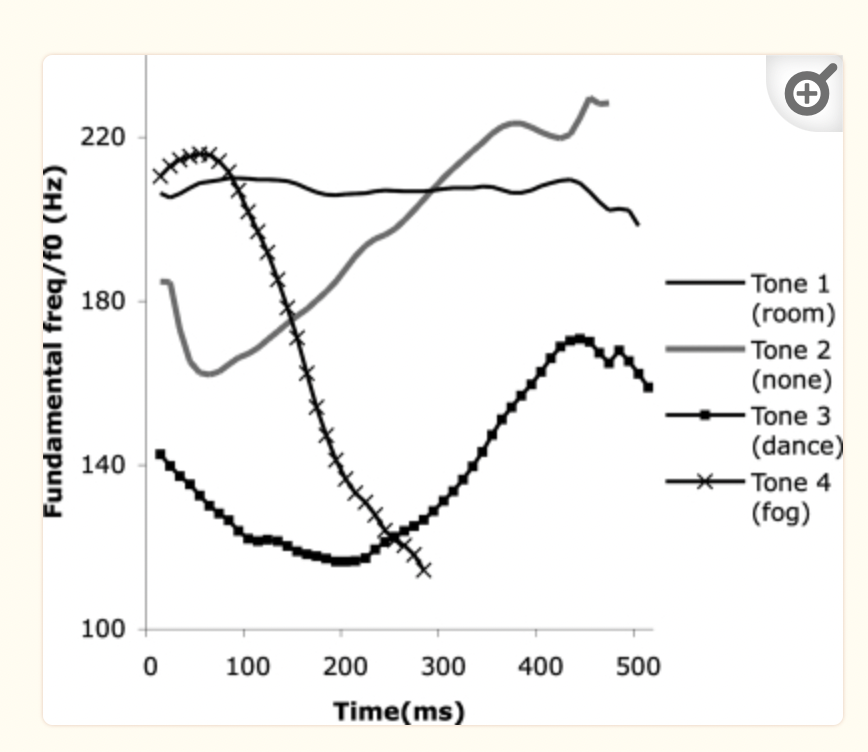 Fundamental freq/f0 (Hz)
220
180
140
100
0 100 200 300 400 500
Time(ms)
Tone 1
(room)
Tone 2
(none)
Tone 3
(dance)
Tone 4
(fog)